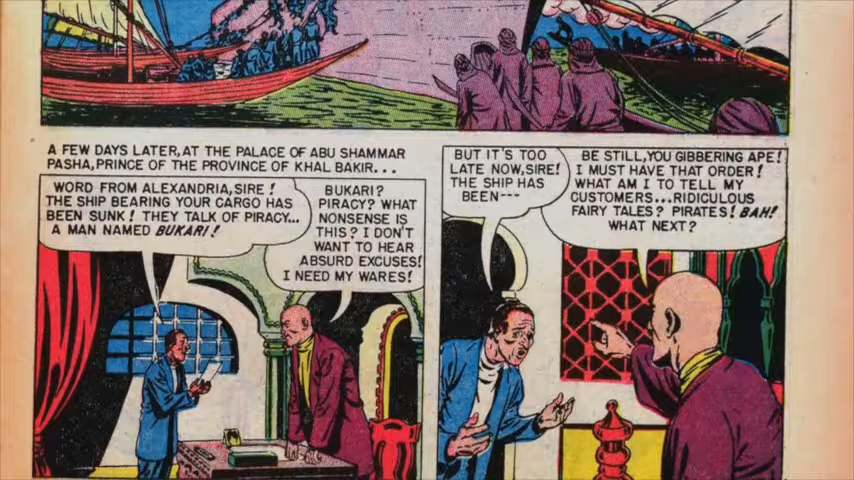 A FEW DAYS LATER, AT THE PALACE OF ABU SHAMMAR
PASHA, PRINCE OF THE PROVINCE OF KHAL BAKIR...
WORD FROM ALEXANDRIA, SIRE!
THE SHIP BEARING YOUR CARGO HAS
BEEN SUNK! THEY TALK OF PIRACY...
A MAN NAMED BUKARI!
BUKARI?
PIRACY? WHAT
NONSENSE IS
THIS? I DON'T
WANT TO HEAR
ABSURD EXCUSES!
I NEED MY WARES!
BUT IT'S TOO
LATE NOW, SIRE!
THE SHIP HAS
BEEN---
BE STILL, YOU GIBBERING APE!
I MUST HAVE THAT ORDER!
WHAT AM I TO TELL MY
CUSTOMERS...RIDICULOUS
FAIRY TALES? PIRATES! BAH!
WHAT NEXT?